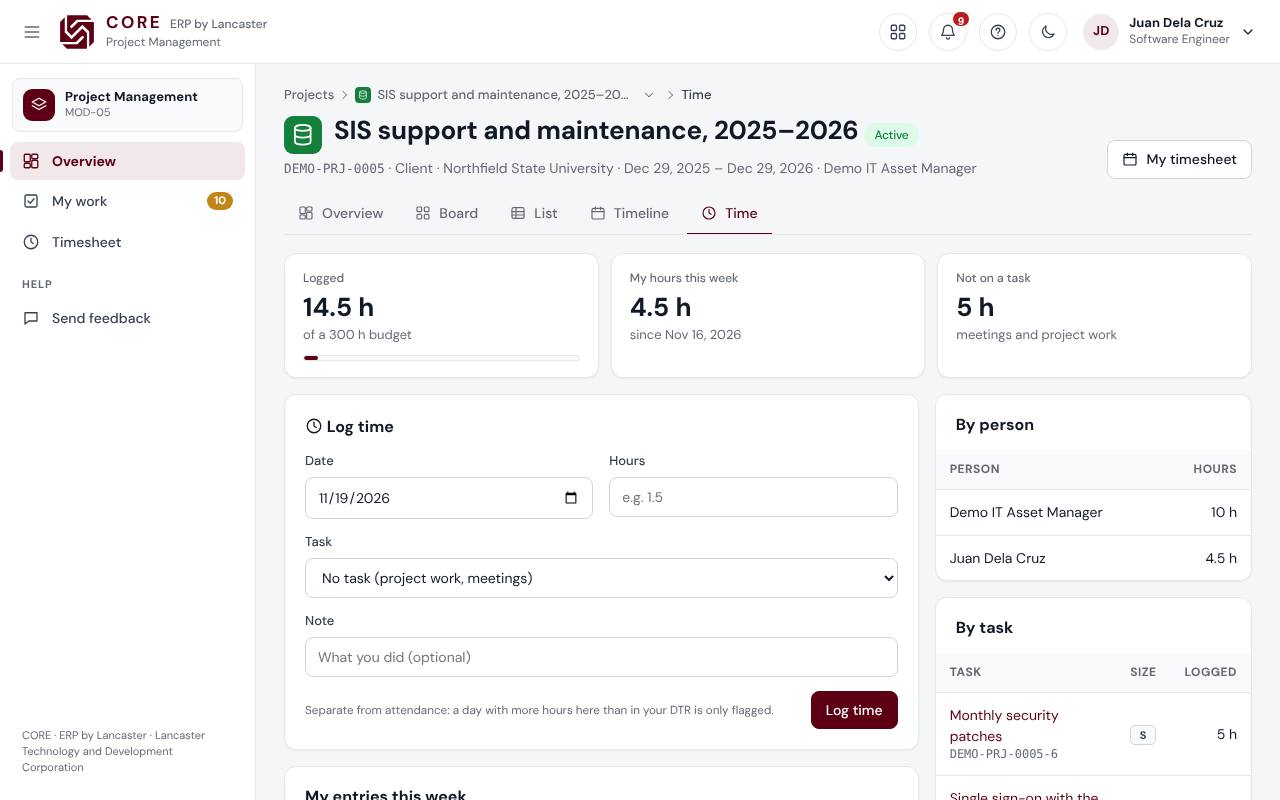 CORE ERP by Lancaster
Project Management
9
JD
Juan Dela Cruz
Software Engineer
Project Management
MOD-05
Overview
My work 10
Timesheet
HELP
Send feedback
CORE · ERP by Lancaster · Lancaster
Technology and Development
Corporation
Projects SIS support and maintenance, 2025–20... Time
SIS support and maintenance, 2025–2026 Active
DEMO-PRJ-0005 · Client · Northfield State University · Dec 29, 2025 – Dec 29, 2026 · Demo IT Asset Manager
My timesheet
Overview Board List Timeline Time
Logged
14.5 h
of a 300 h budget
My hours this week
4.5 h
since Nov 16, 2026
Not on a task
5 h
meetings and project work
Log time
Date
11/19/2026
Hours
e.g. 1.5
Task
No task (project work, meetings)
Note
What you did (optional)
Separate from attendance: a day with more hours here than in your DTR is only flagged.
Log time
My entries this week
By person
PERSON HOURS
Demo IT Asset Manager 10 h
Juan Dela Cruz 4.5 h
By task
TASK SIZE LOGGED
Monthly security
patches
DEMO-PRJ-0005-6
S 5 h
Single sign-on with the